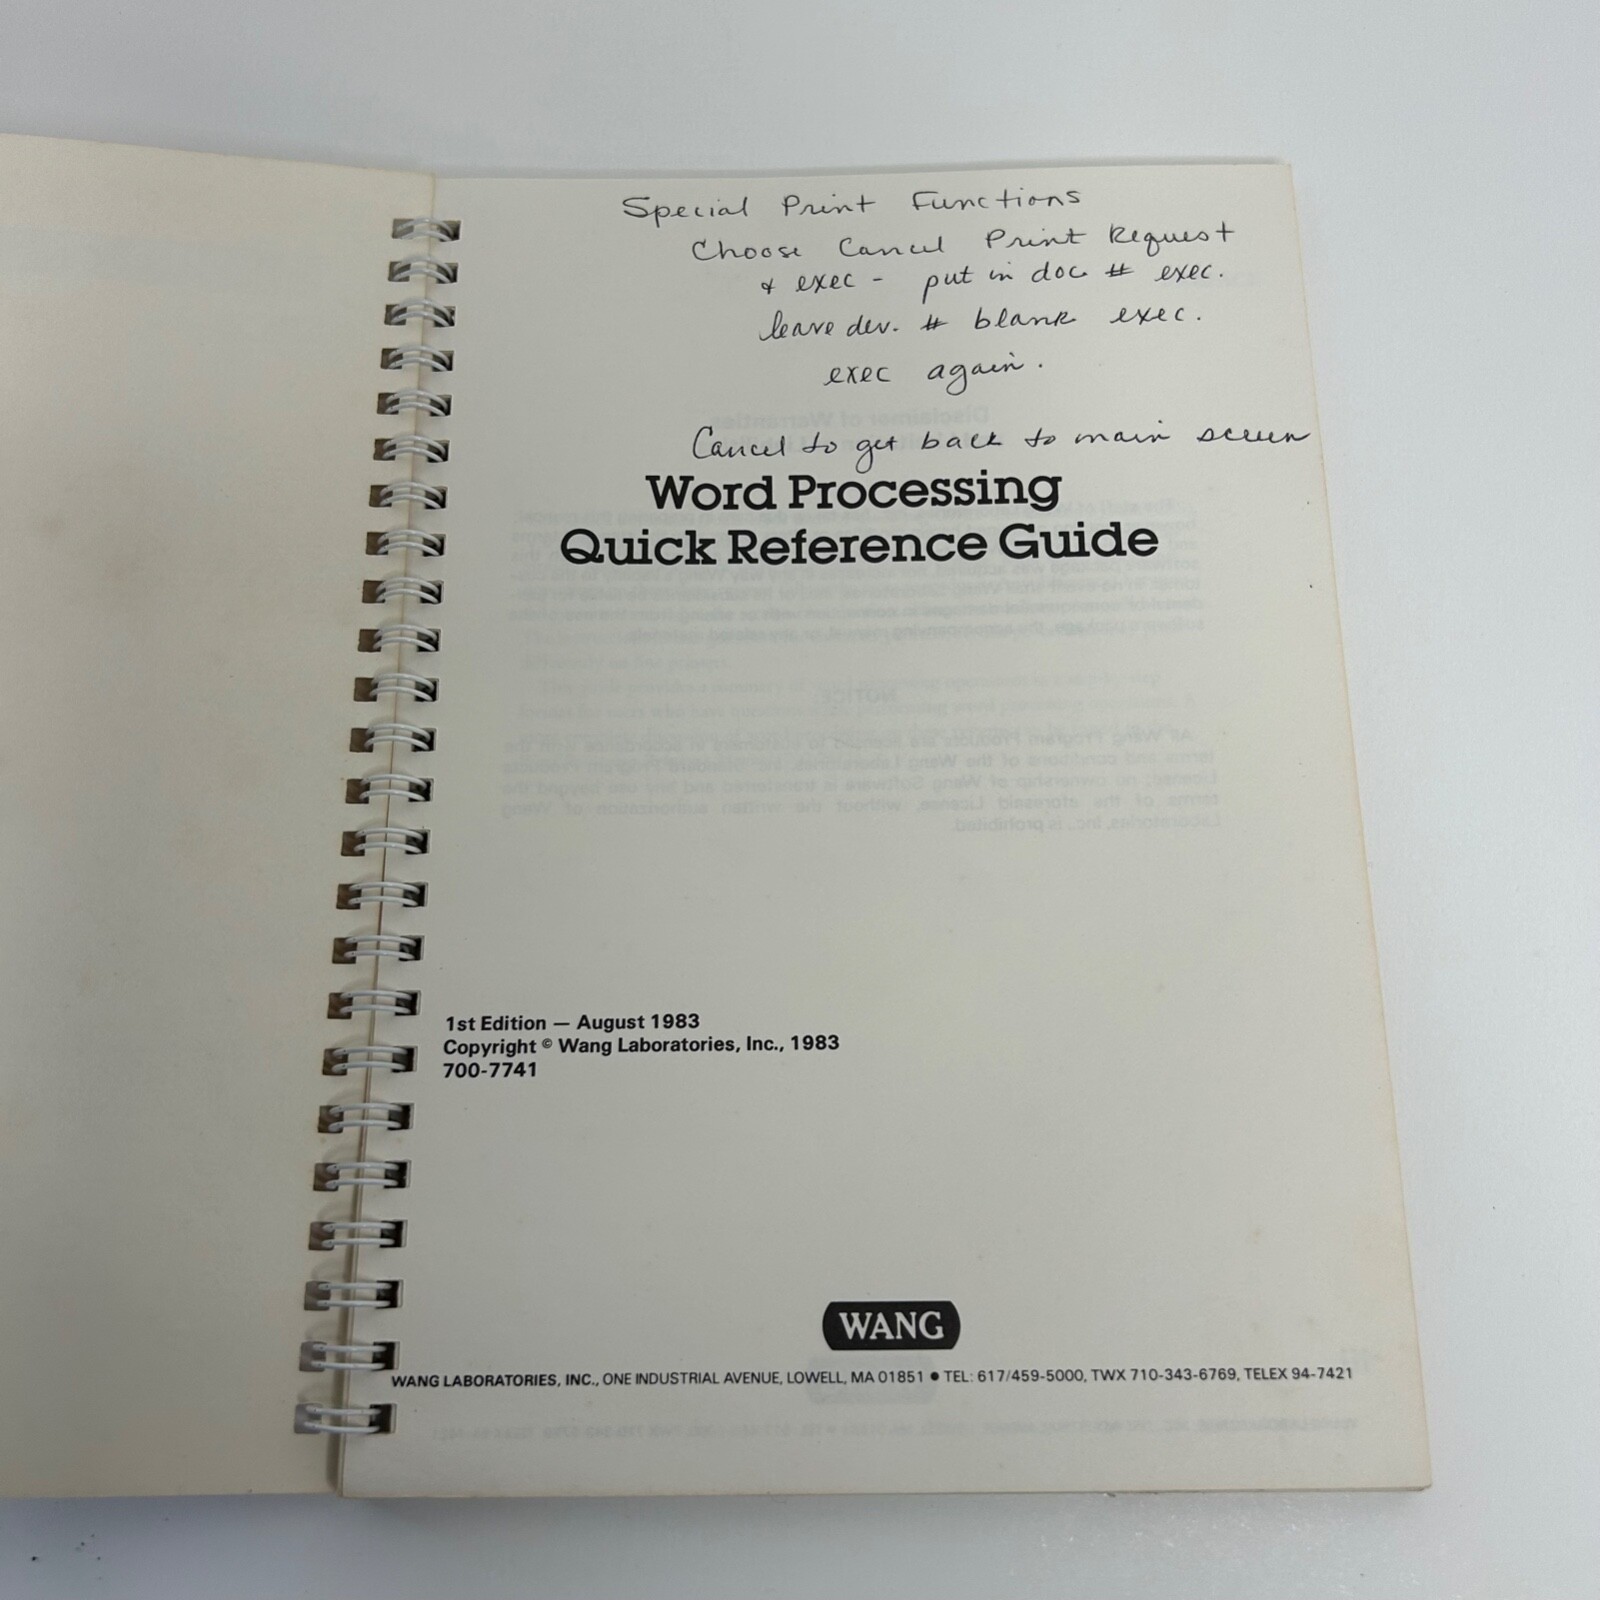 Special Print Functions
Choose Cancel Print Request
& exec - put in doc # exec.
leave dev. # blank exec.
exec again.
Cancel to get back to main screen
Word Processing
Quick Reference Guide
1st Edition — August 1983
Copyright © Wang Laboratories, Inc., 1983
700-7741
WANG
WANG LABORATORIES, INC., ONE INDUSTRIAL AVENUE, LOWELL, MA 01851 • TEL: 617/459-5000, TWX 710-343-6769, TELEX 94-7421